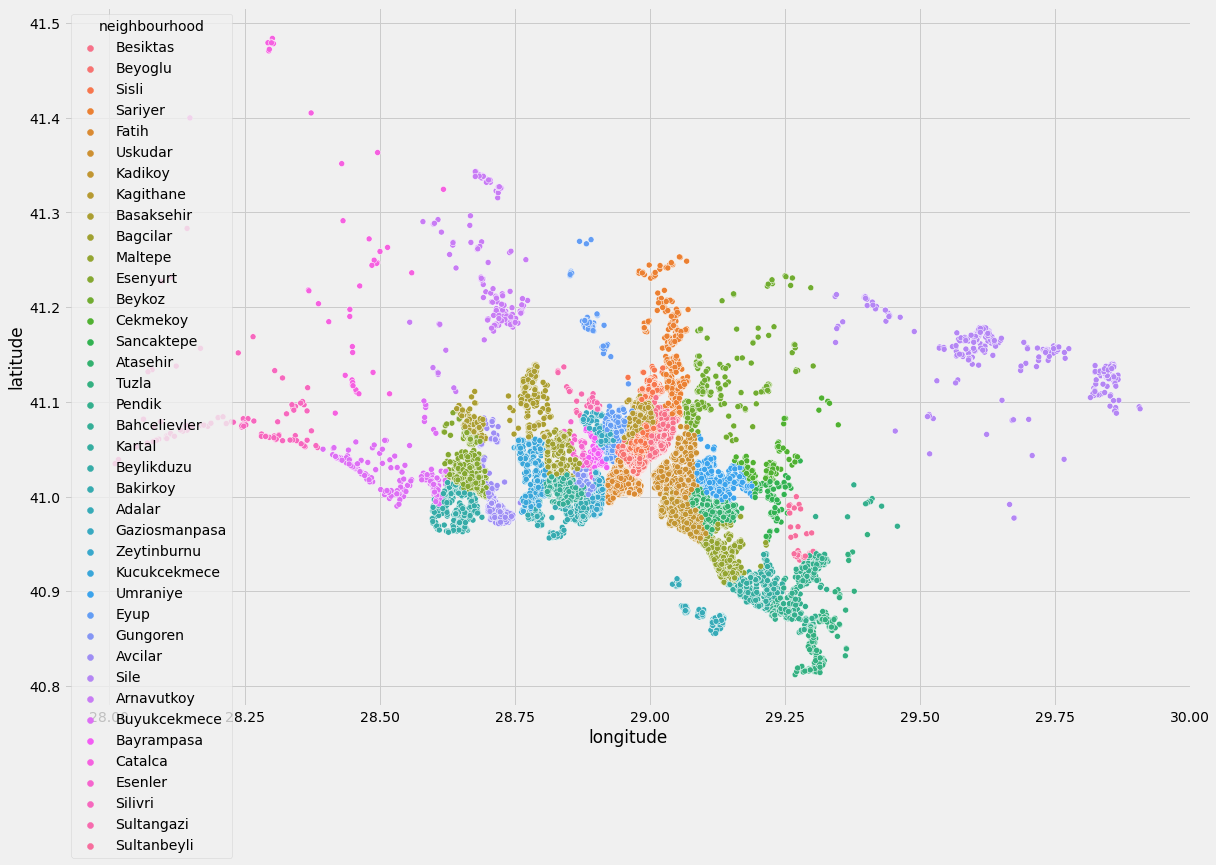 neighbourhood
Besiktas
Beyoglu
Sisli
Sariyer
Fatih
Uskudar
Kadikoy
Kagithane
Basaksehir
Bagcilar
Maltepe
Esenyurt
Beykoz
Cekmekoy
Sancaktepe
Atasehir
Tuzla
Pendik
Bahcelievler
Kartal
Beylikduzu
Bakirkoy
Adalar
Gaziosmanpasa
Zeytinburnu
Kucukcekmece
Umraniye
Eyup
Gungoren
Avcilar
Sile
Arnavutkoy
Buyukcekmece
Bayrampasa
Catalca
Esenler
Silivri
Sultangazi
Sultanbeyli
latitude
41.5
41.4
41.3
41.2
41.1
41.0
40.9
40.8
28.00 28.25 28.50 28.75 29.00 29.25 29.50 29.75 30.00
longitude